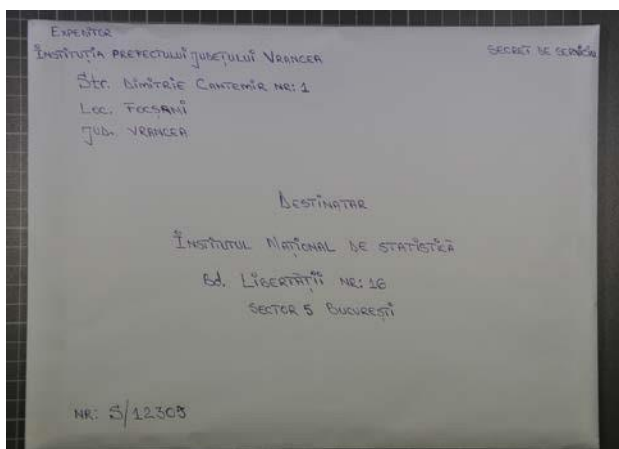 EXPEDITOR
INSTITUȚIA PREFECTULUI JUDEȚULUI VRANCEA
SECRET DE SERVICIU
Str. DIMITRIE CANTEMIR NR: 1
Loc. FOCȘANI
JUD. VRANCEA
DESTINATAR
INSTITUTUL NAȚIONAL DE STATISTICĂ
Bd. LIBERTĂȚII NR: 16
SECTOR 5 BUCUREȘTI
NR: S/12305